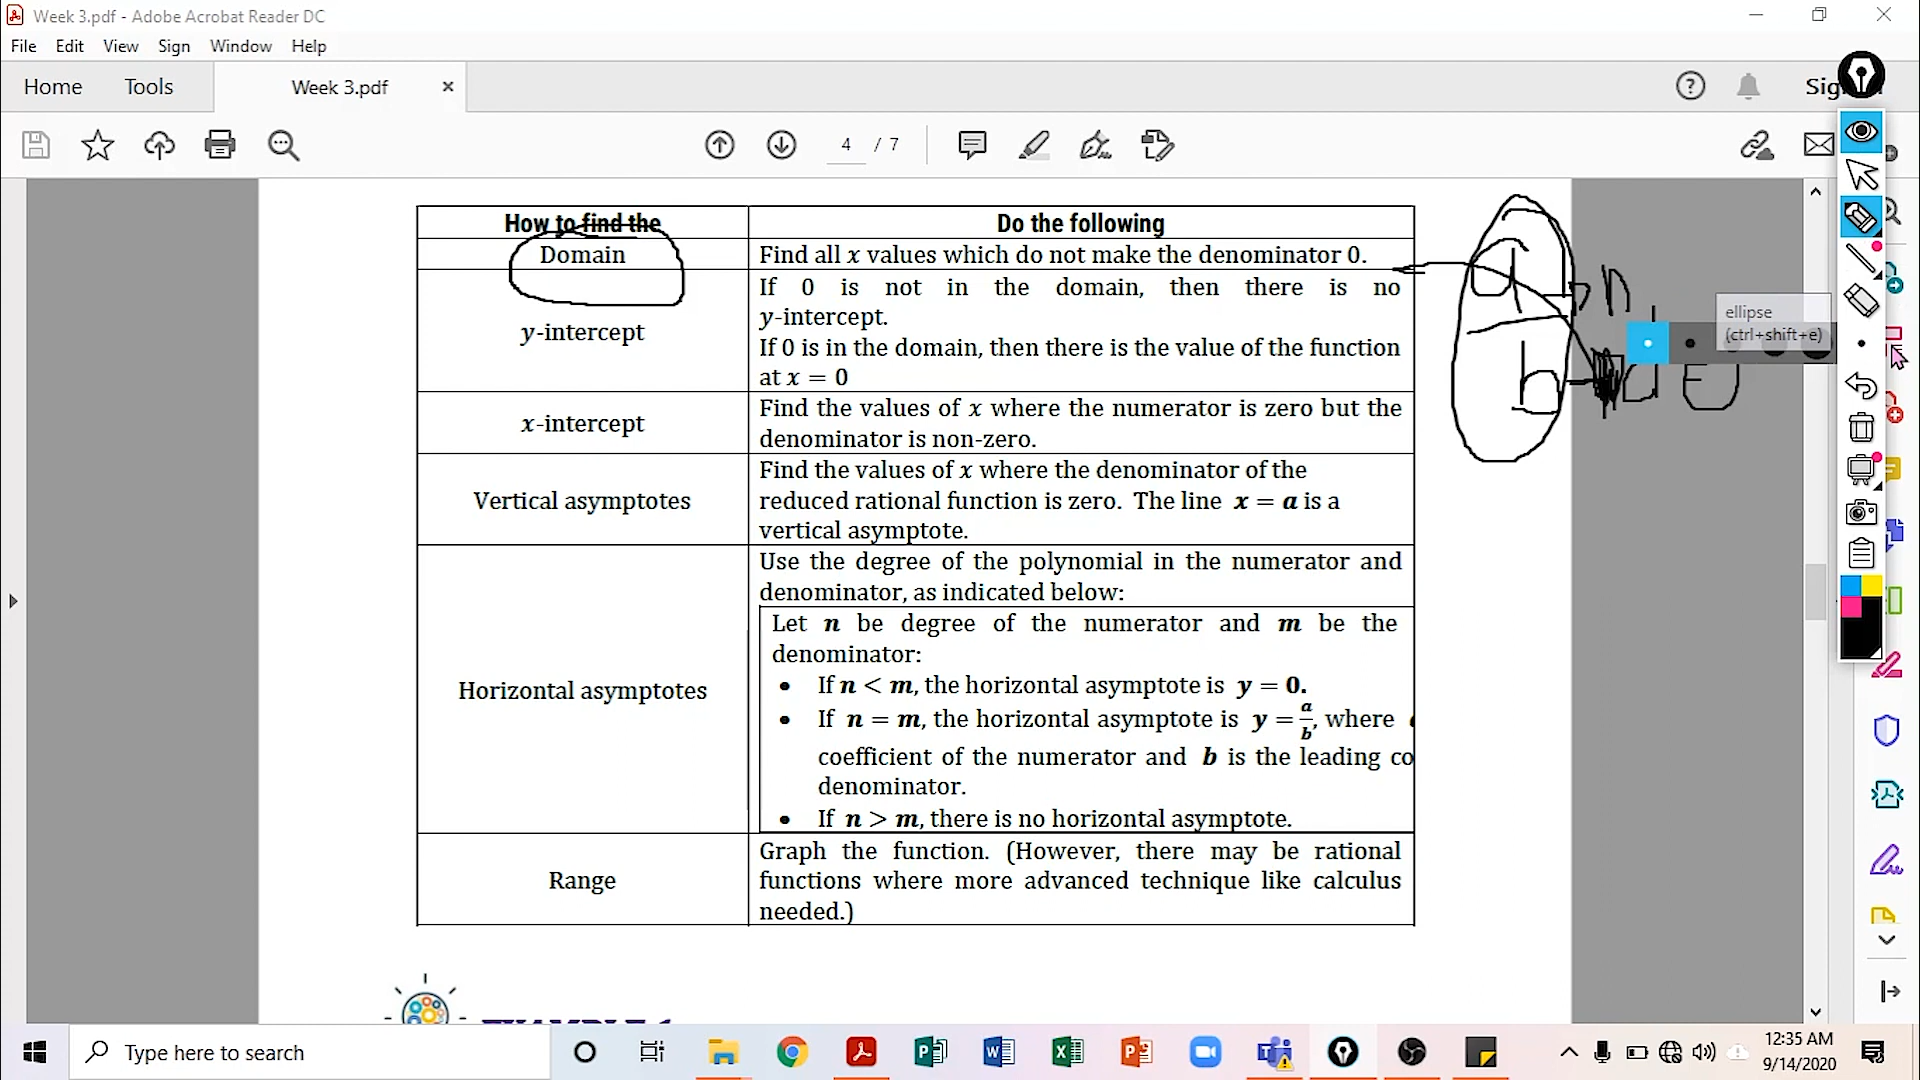 Week 3.pdf - Adobe Acrobat Reader DC
File Edit View Sign Window Help
Home Tools Week 3.pdf
4 / 7
How to find the Do the following
Domain Find all x values which do not make the denominator 0.
y-intercept
If 0 is not in the domain, then there is no
y-intercept.
If 0 is in the domain, then there is the value of the function
at x = 0
x-intercept
Find the values of x where the numerator is zero but the
denominator is non-zero.
Vertical asymptotes
Find the values of x where the denominator of the
reduced rational function is zero. The line x = a is a
vertical asymptote.
Horizontal asymptotes
Use the degree of the polynomial in the numerator and
denominator, as indicated below:
Let n be degree of the numerator and m be the
denominator:
• If n < m, the horizontal asymptote is y = 0.
• If n = m, the horizontal asymptote is y = a/b, where
coefficient of the numerator and b is the leading co
denominator.
• If n > m, there is no horizontal asymptote.
Range
Graph the function. (However, there may be rational
functions where more advanced technique like calculus
needed.)
ellipse
(ctrl+shift+e)
Type here to search
12:35 AM
9/14/2020